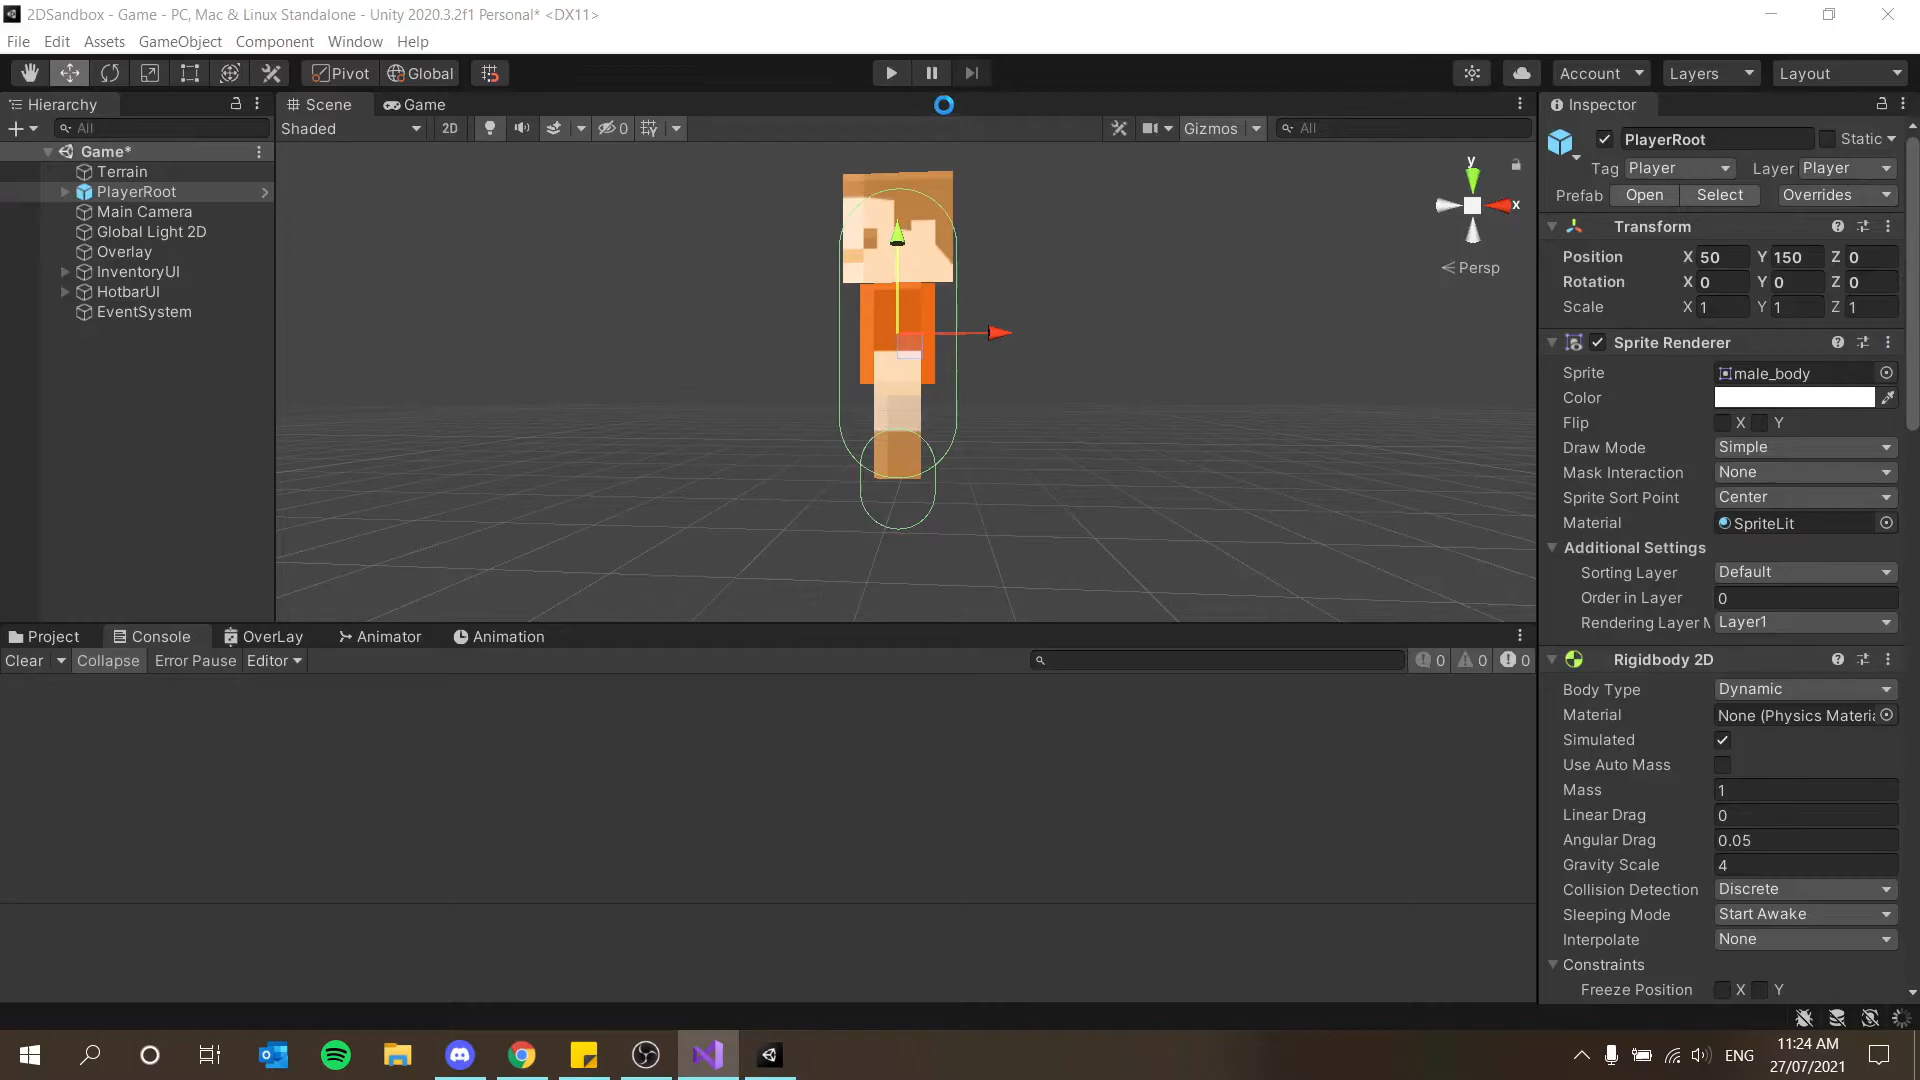 2DSandbox - Game - PC, Mac & Linux Standalone - Unity 2020.3.2f1 Personal* <DX11>
File Edit Assets GameObject Component Window Help
Pivot Global
Account Layers Layout
Hierarchy
Scene Game
Inspector
All
Shaded 2D 0 Gizmos All
Game*
Terrain
PlayerRoot
Main Camera
Global Light 2D
Overlay
InventoryUI
HotbarUI
EventSystem
y
x
Persp
PlayerRoot Static
Tag Player Layer Player
Prefab Open Select Overrides
Transform
Position X 50 Y 150 Z 0
Rotation X 0 Y 0 Z 0
Scale X 1 Y 1 Z 1
Sprite Renderer
Sprite male_body
Color
Flip X Y
Draw Mode Simple
Mask Interaction None
Sprite Sort Point Center
Material SpriteLit
Additional Settings
Sorting Layer Default
Order in Layer 0
Rendering Layer M Layer1
Rigidbody 2D
Body Type Dynamic
Material None (Physics Materia
Simulated
Use Auto Mass
Mass 1
Linear Drag 0
Angular Drag 0.05
Gravity Scale 4
Collision Detection Discrete
Sleeping Mode Start Awake
Interpolate None
Constraints
Freeze Position X Y
Project Console OverLay Animator Animation
Clear Collapse Error Pause Editor 0 0 0
ENG
11:24 AM
27/07/2021